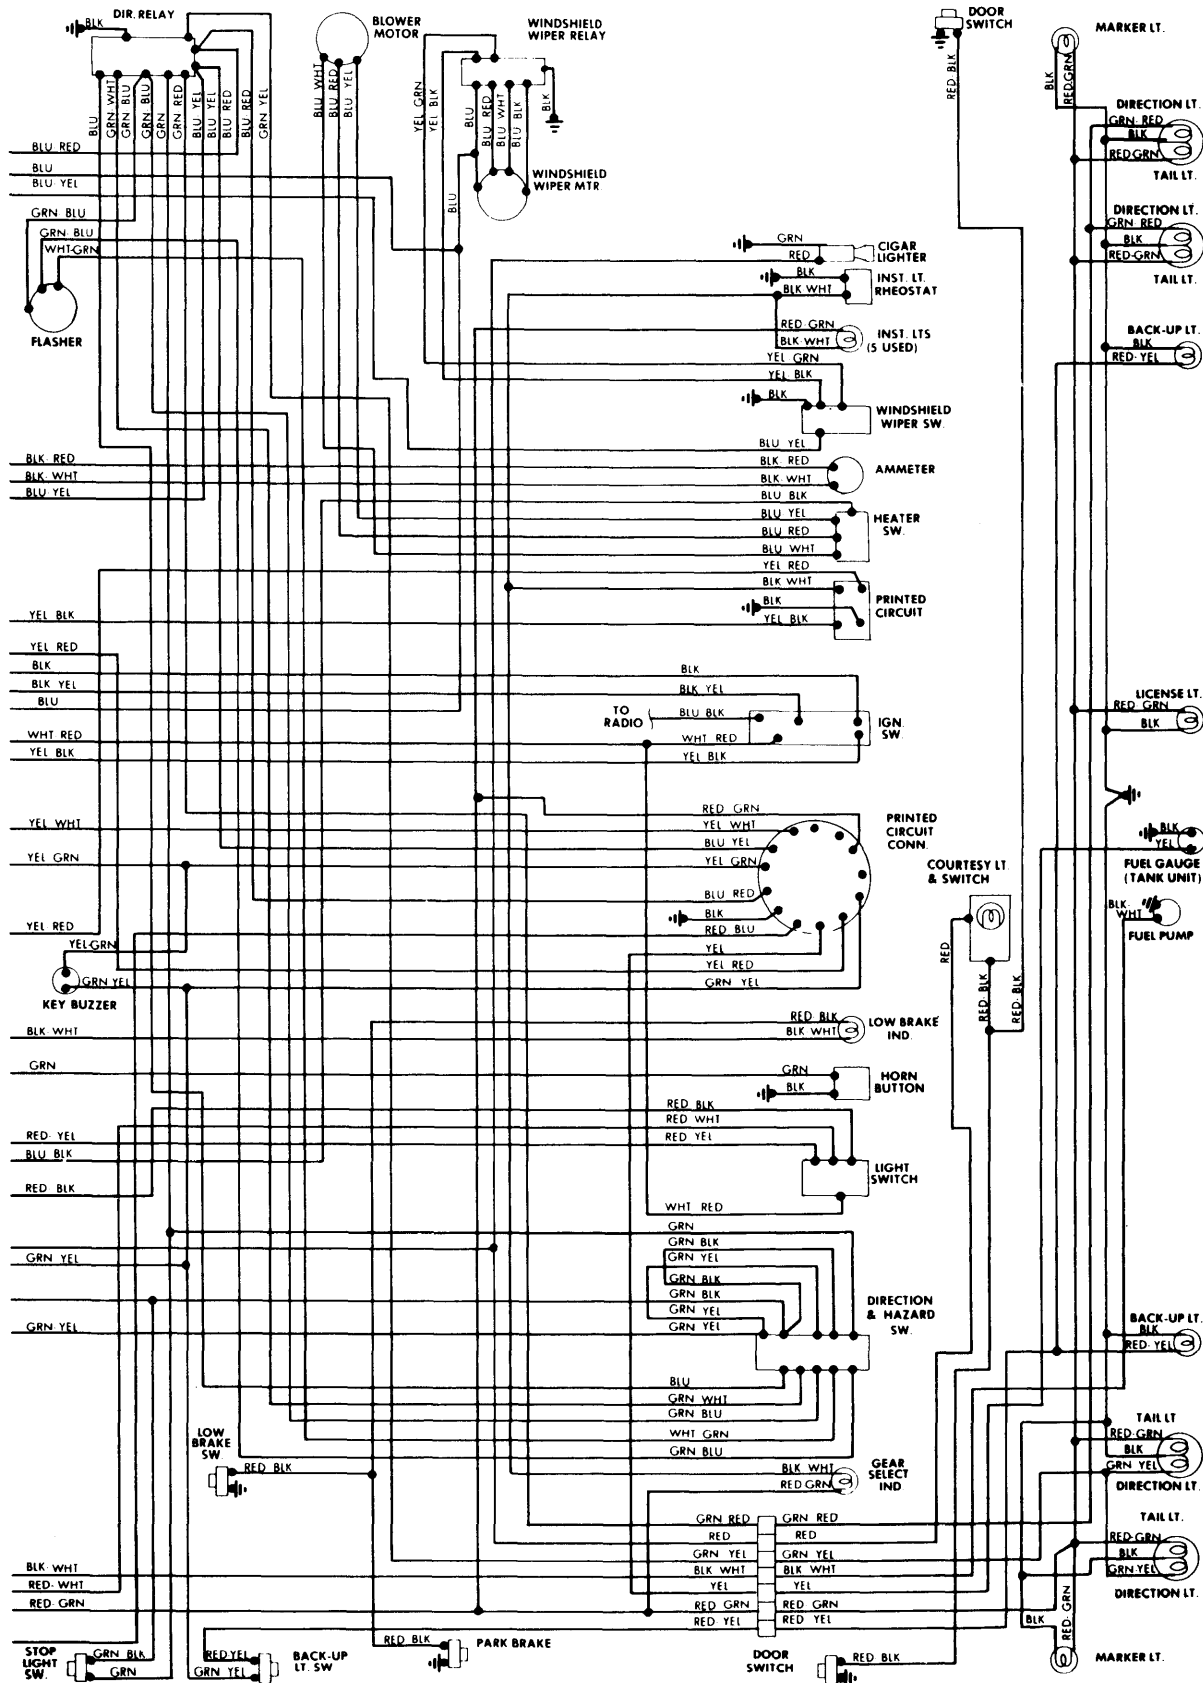 DIR. RELAY
BLK
BLOWER
MOTOR
WINDSHIELD
WIPER RELAY
DOOR
SWITCH
MARKER LT.
BLU
GRN WHT
GRN BLU
GRN BLU
GRN
GRN RED
BLU YEL
BLU YEL
BLU RED
BLU RED
GRN YEL
BLU WHT
BLU RED
BLU YEL
YEL GRN
YEL BLK
BLU
BLU RED
BLU WHT
BLU BLK
BLK
RED BLK
BLK
RED-GRN
DIRECTION LT.
GRN-RED
BLK
RED GRN
TAIL LT.
BLU RED
BLU
BLU YEL
WINDSHIELD
WIPER MTR.
BLU
GRN BLU
GRN BLU
WHT-GRN
FLASHER
DIRECTION LT.
GRN-RED
BLK
RED-GRN
TAIL LT.
GRN
RED
CIGAR
LIGHTER
BLK
BLK WHT
INST. LT.
RHEOSTAT
RED GRN
BLK-WHT
INST. LTS
(5 USED)
BACK-UP LT.
BLK
RED-YEL
YEL GRN
YEL BLK
BLK
WINDSHIELD
WIPER SW.
BLU YEL
BLK-RED
BLK-WHT
BLU YEL
BLK-RED
BLK-WHT
AMMETER
BLU BLK
BLU YEL
BLU RED
BLU WHT
HEATER
SW.
YEL RED
BLK WHT
BLK
YEL BLK
PRINTED
CIRCUIT
YEL BLK
YEL RED
BLK
BLK YEL
BLU
BLK
BLK YEL
TO
RADIO
BLU BLK
WHT RED
YEL BLK
IGN.
SW.
WHT RED
YEL BLK
LICENSE LT.
RED GRN
BLK
YEL WHT
YEL GRN
RED GRN
YEL WHT
BLU YEL
YEL GRN
BLU RED
BLK
RED BLU
YEL
YEL RED
GRN YEL
PRINTED
CIRCUIT
CONN.
COURTESY LT.
& SWITCH
BLK
YEL
FUEL GAUGE
(TANK UNIT)
BLK-
WHT
FUEL PUMP
YEL RED
YEL-GRN
GRN YEL
KEY BUZZER
RED
RED-BLK
RED-BLK
BLK-WHT
RED BLK
BLK WHT
LOW BRAKE
IND.
GRN
GRN
BLK
HORN
BUTTON
RED-YEL
BLU BLK
RED BLK
RED BLK
RED WHT
RED YEL
LIGHT
SWITCH
WHT RED
GRN
GRN BLK
GRN YEL
GRN BLK
GRN BLK
GRN YEL
GRN YEL
DIRECTION
& HAZARD
SW.
GRN YEL
GRN YEL
BLU
GRN WHT
GRN BLU
WHT GRN
GRN BLU
BACK-UP LT.
BLK
RED-YEL
LOW
BRAKE
SW.
RED BLK
BLK WHT
RED GRN
GEAR
SELECT
IND
TAIL LT
RED-GRN
BLK
GRN YEL
DIRECTION LT.
GRN RED
RED
GRN YEL
BLK WHT
YEL
RED GRN
RED-YEL
GRN RED
RED
GRN YEL
BLK WHT
YEL
RED GRN
RED YEL
TAIL LT.
RED-GRN
BLK
GRN-YEL
DIRECTION LT.
BLK-WHT
RED-WHT
RED-GRN
STOP
LIGHT
SW.
GRN BLK
GRN
RED YEL
GRN YEL
BACK-UP
LT. SW
RED BLK
PARK BRAKE
DOOR
SWITCH
RED BLK
BLK
RED-GRN
MARKER LT.